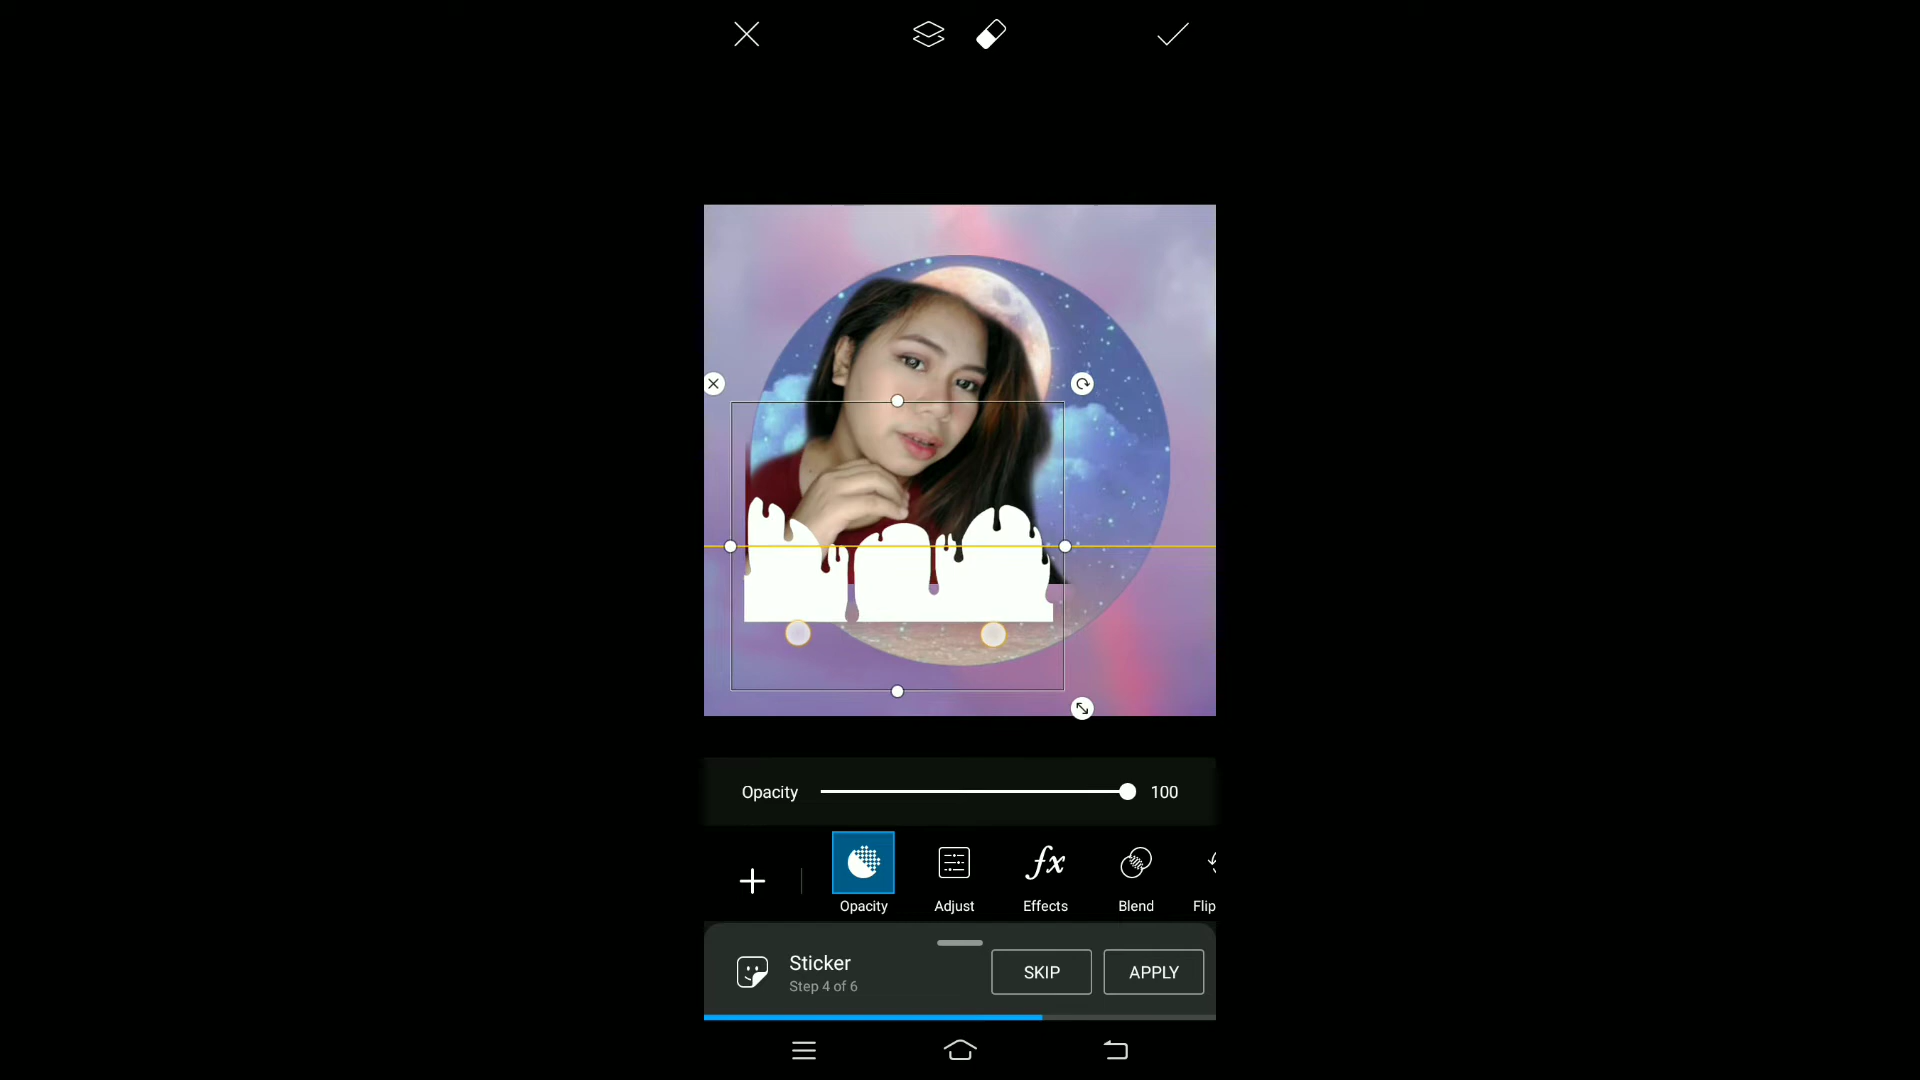 Opacity 100
Opacity Adjust Effects Blend Flip
Sticker
Step 4 of 6
SKIP APPLY